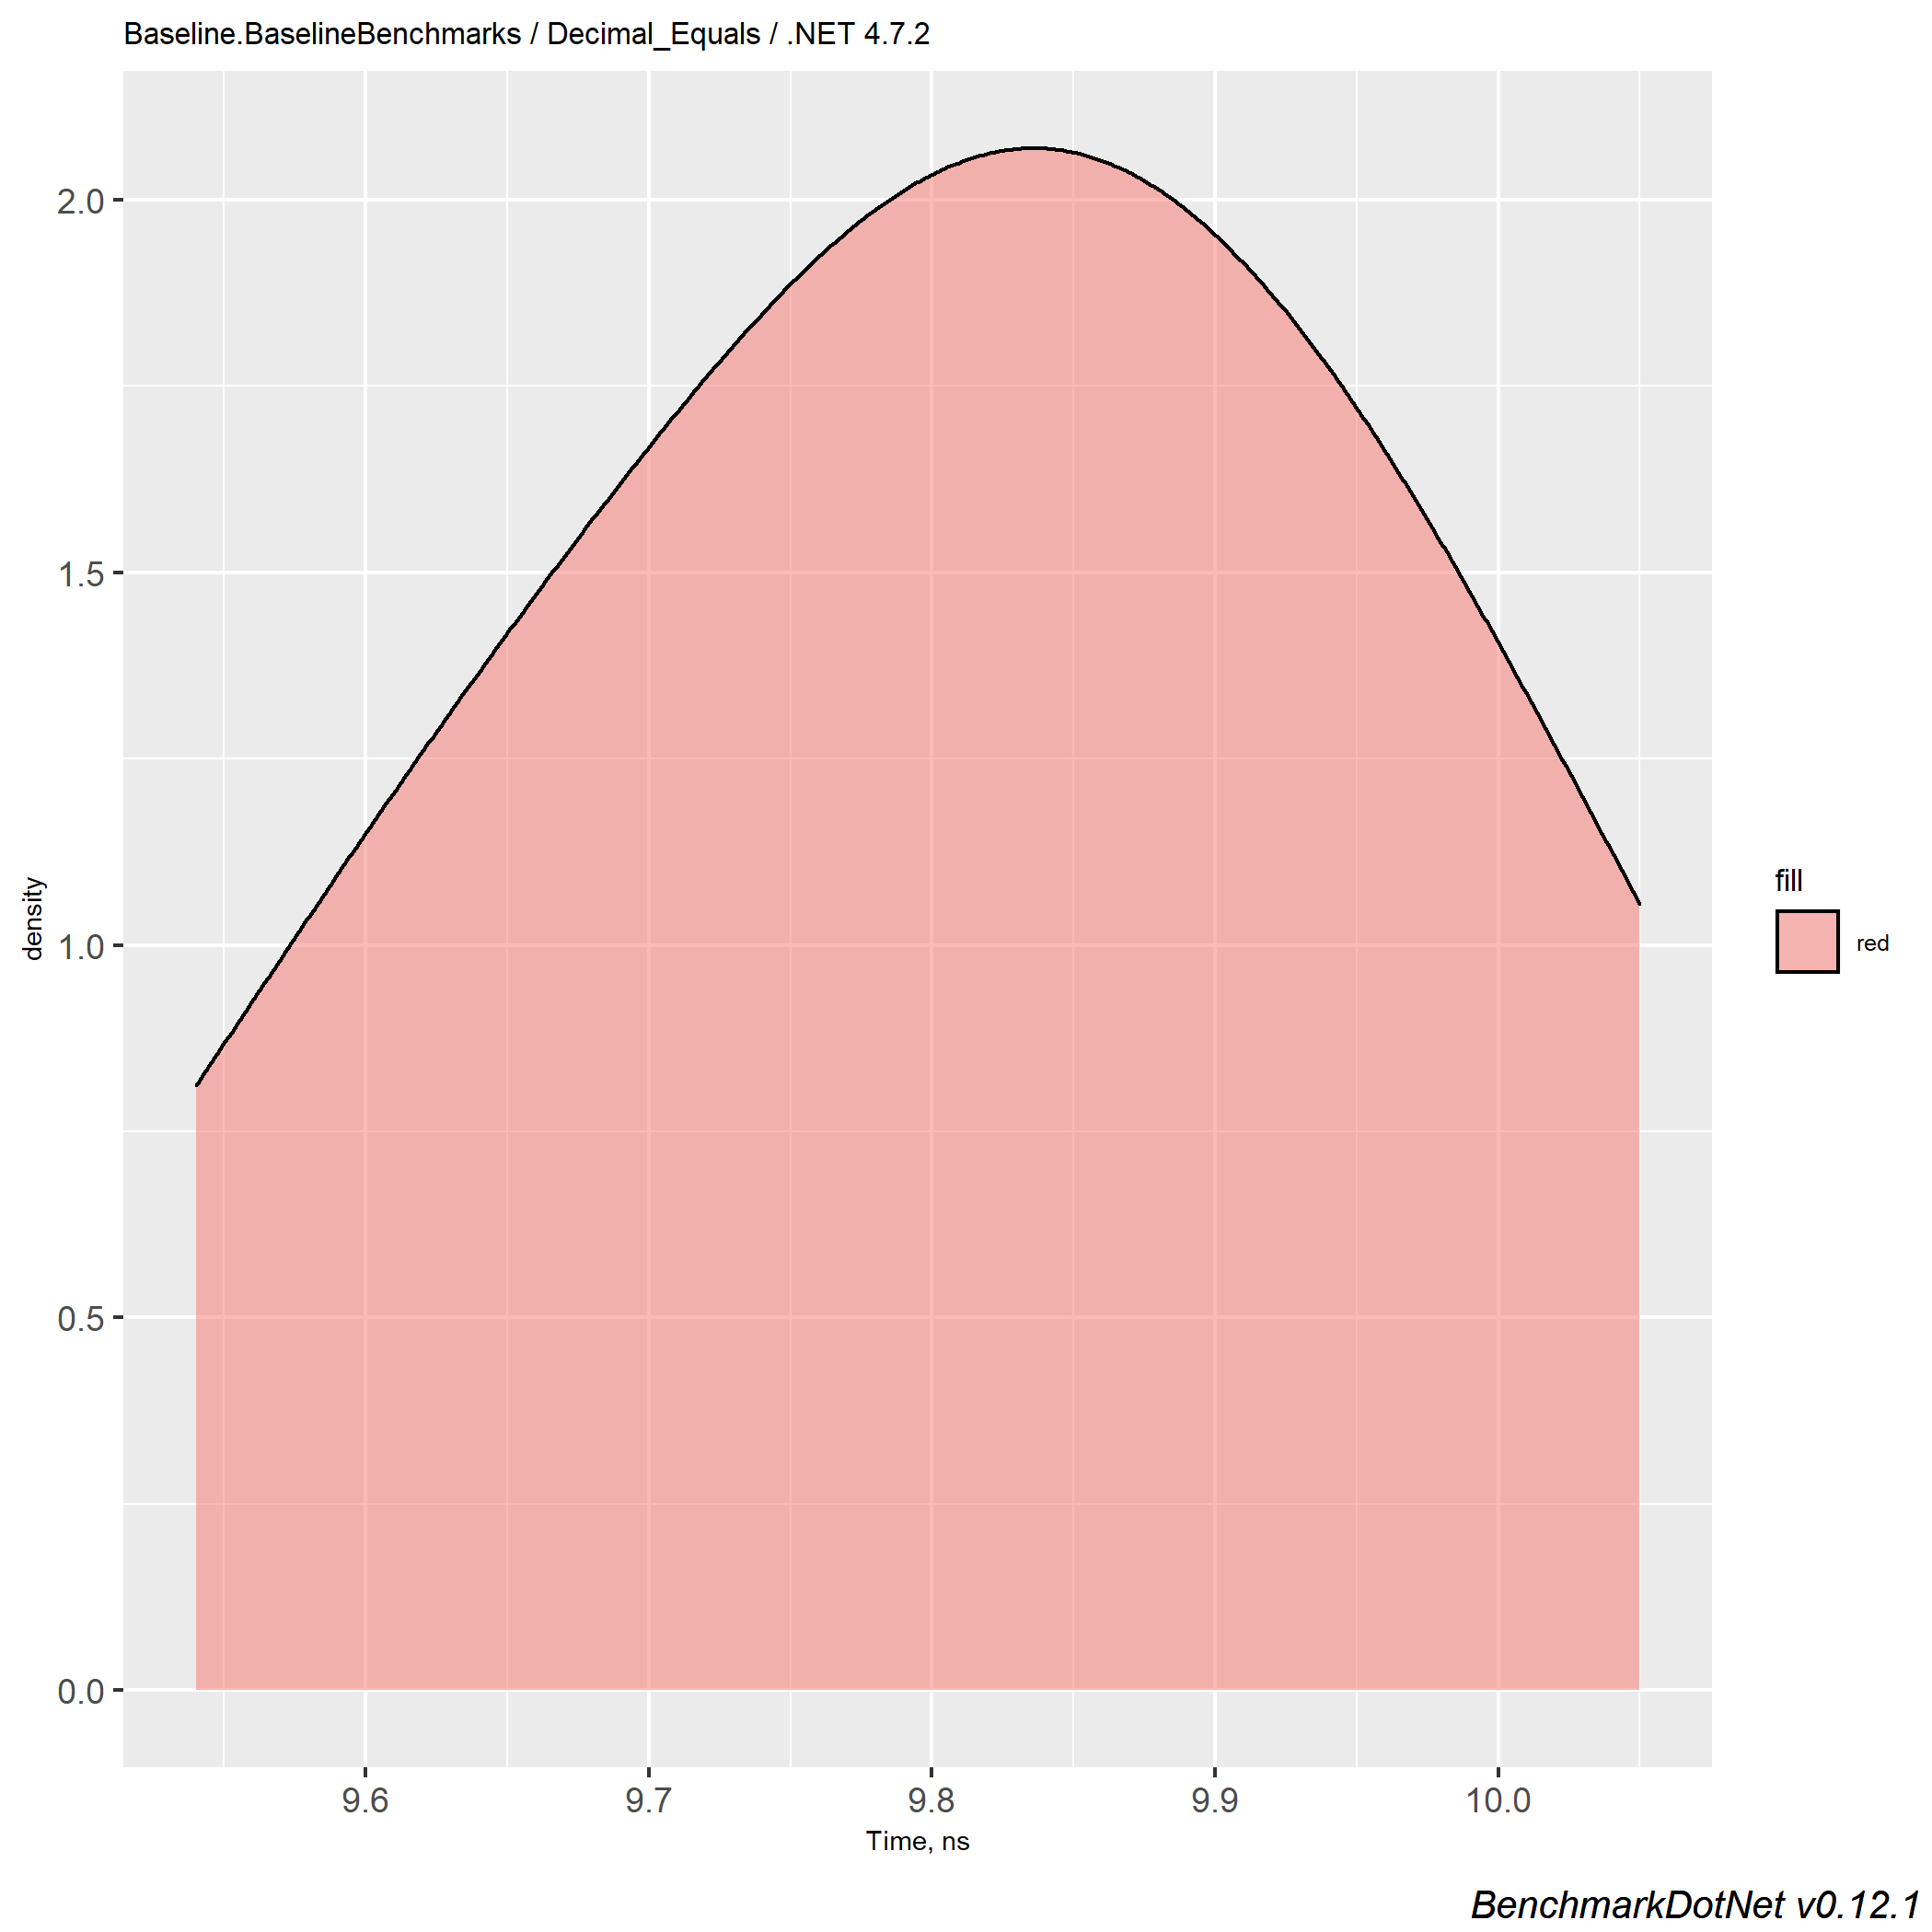 Baseline.BaselineBenchmarks / Decimal_Equals / .NET 4.7.2
density
2.0
1.5
1.0
0.5
0.0
9.6 9.7 9.8 9.9 10.0
Time, ns
fill
red
BenchmarkDotNet v0.12.1